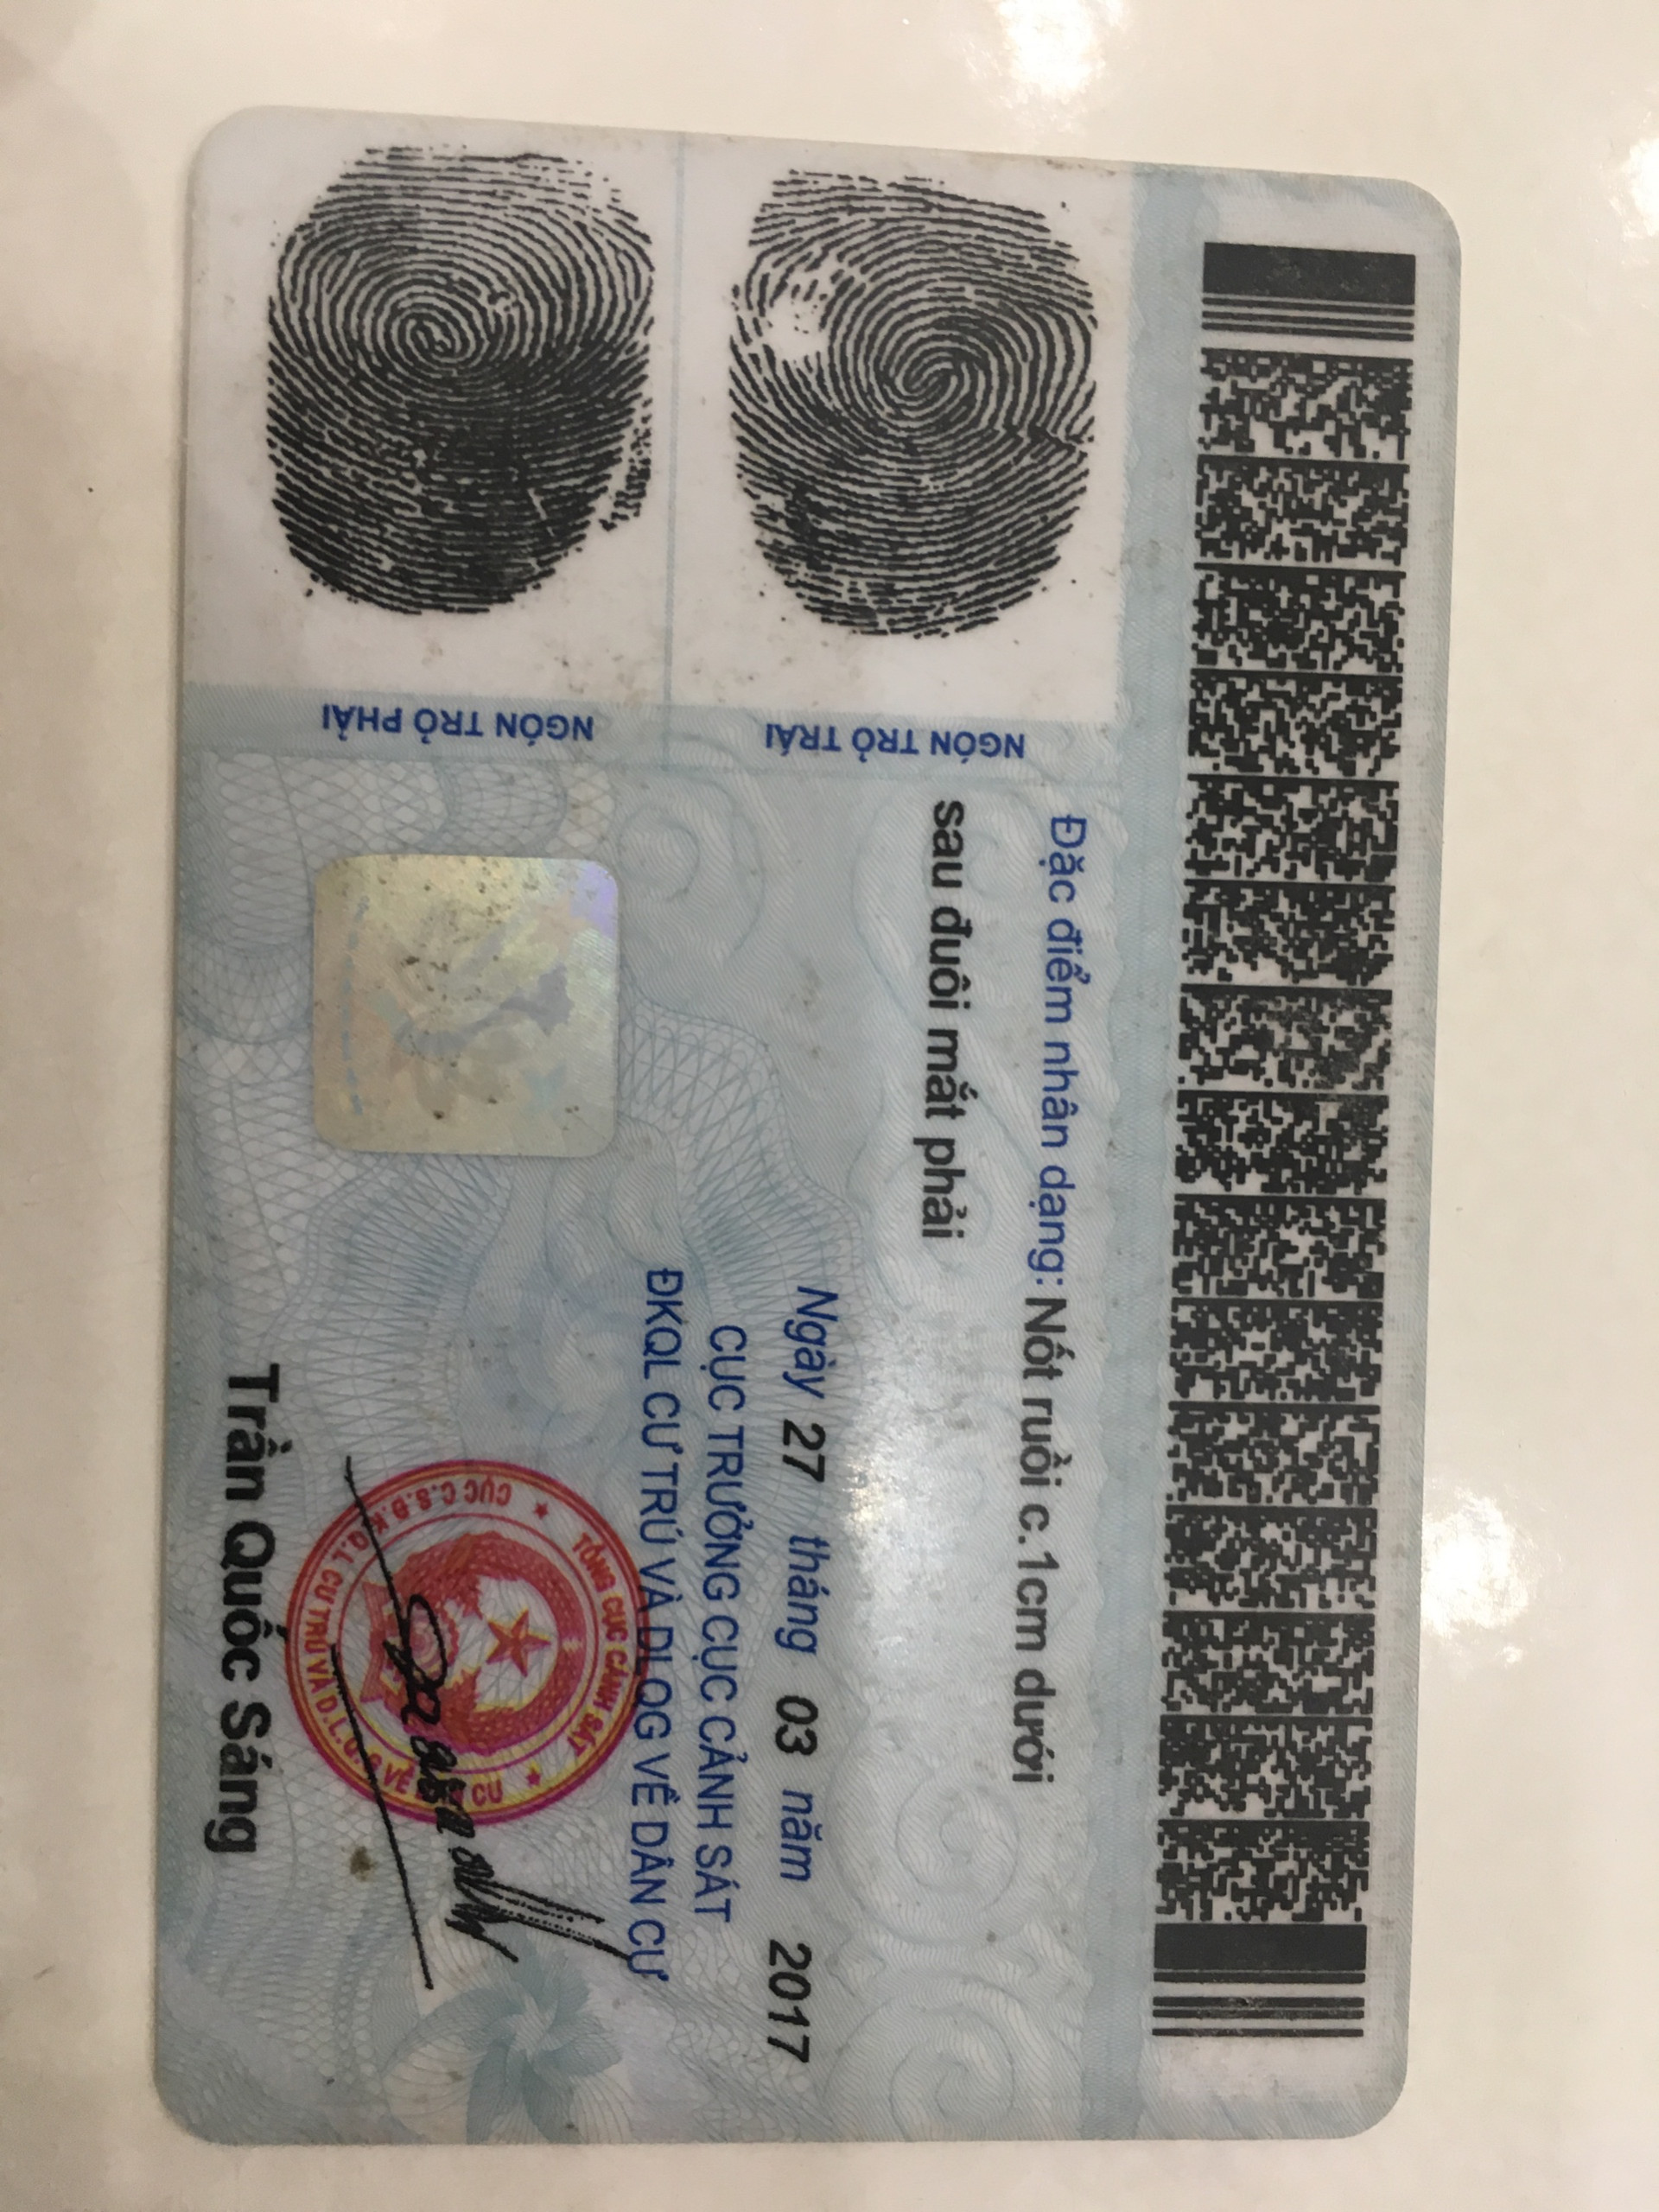 Đặc điểm nhân dạng: Nốt ruồi c.1cm dưới
sau đuôi mắt phải
NGÓN TRỎ TRÁI
NGÓN TRỎ PHẢI
Ngày 27 tháng 03 năm 2017
CỤC TRƯỞNG CỤC CẢNH SÁT
ĐKQL CƯ TRÚ VÀ DLQG VỀ DÂN CƯ
TỔNG CỤC CẢNH SÁT
CỤC C.S.Đ.K.Q.L CƯ TRÚ VÀ D.L.Q.G VỀ DÂN CƯ
Trần Quốc Sáng